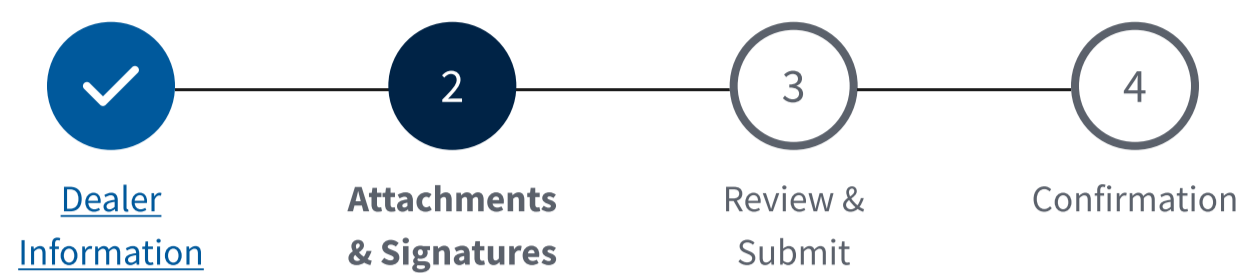 2
3
4
Dealer
Information
Attachments
& Signatures
Review &
Submit
Confirmation